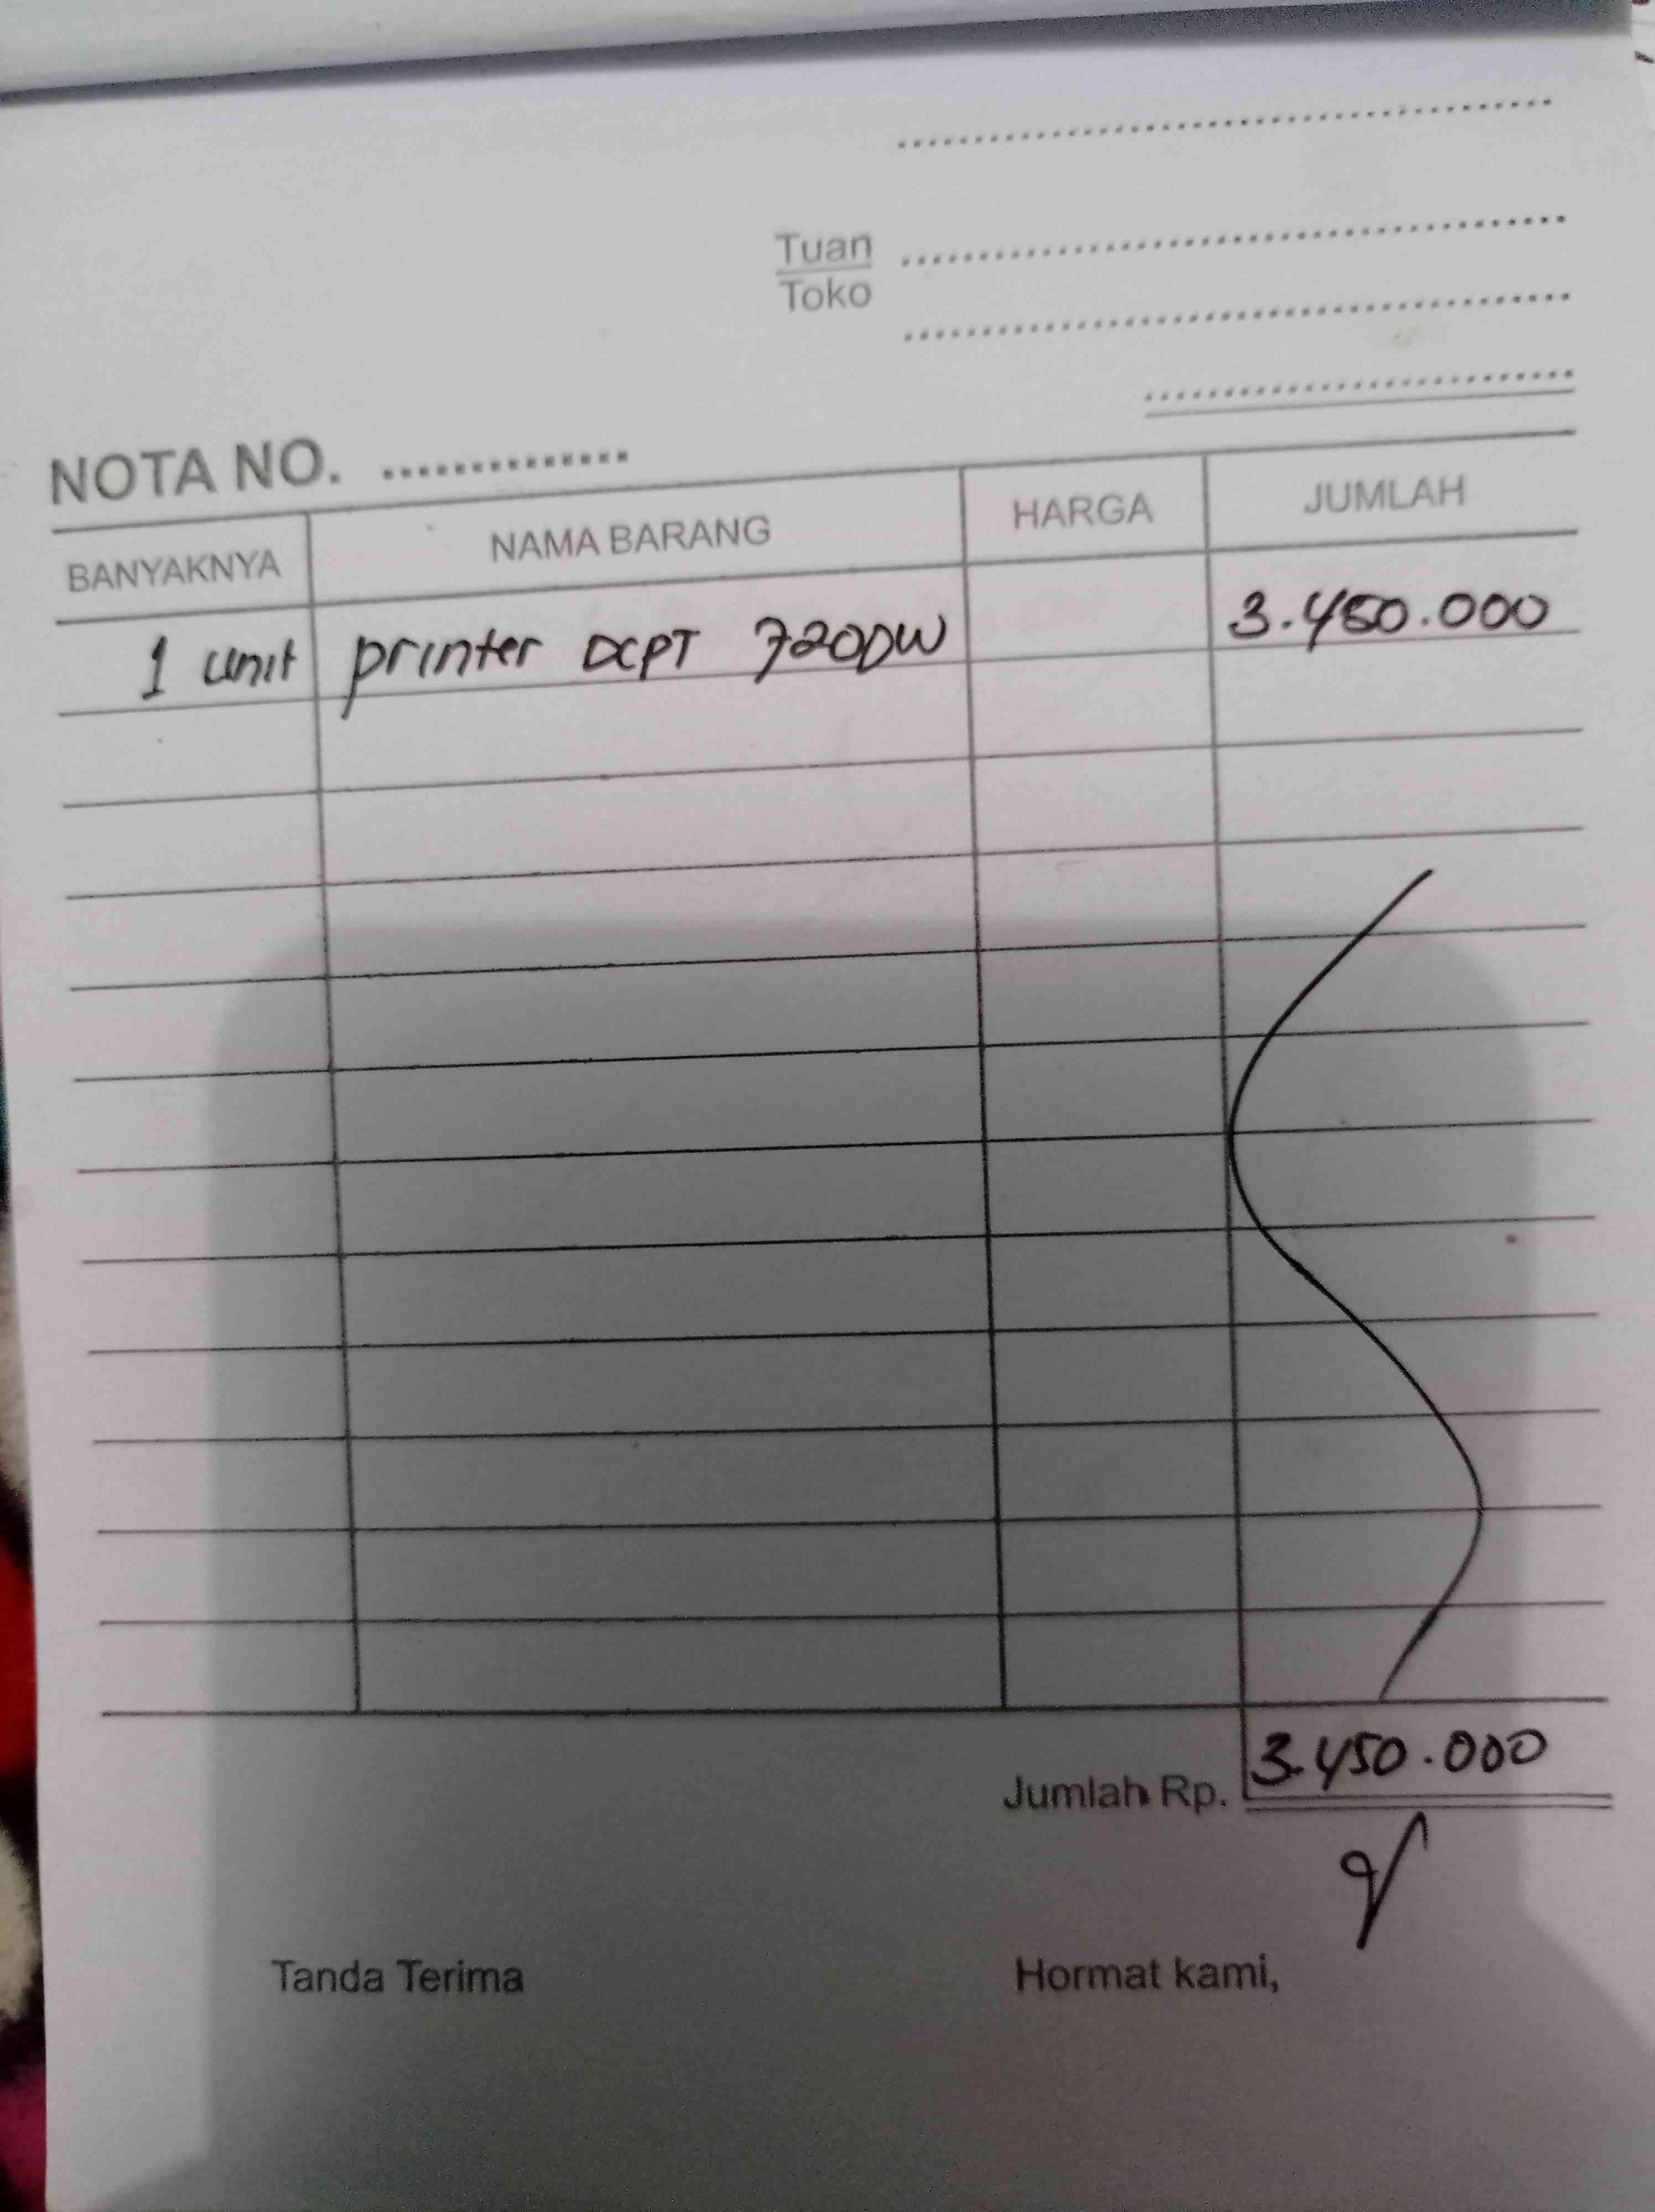 Tuan
Toko
NOTA NO. ..............
BANYAKNYA NAMA BARANG HARGA JUMLAH
1 unit printer DCPT 720DW 3.450.000
Jumlah Rp. 3.450.000
Tanda Terima Hormat kami,